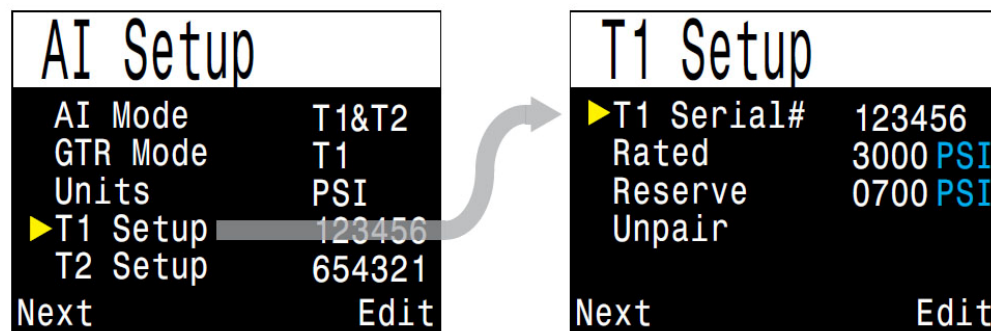 AI Setup
AI Mode T1&T2
GTR Mode T1
Units PSI
T1 Setup 123456
T2 Setup 654321
Next Edit
T1 Setup
T1 Serial# 123456
Rated 3000 PSI
Reserve 0700 PSI
Unpair
Next Edit